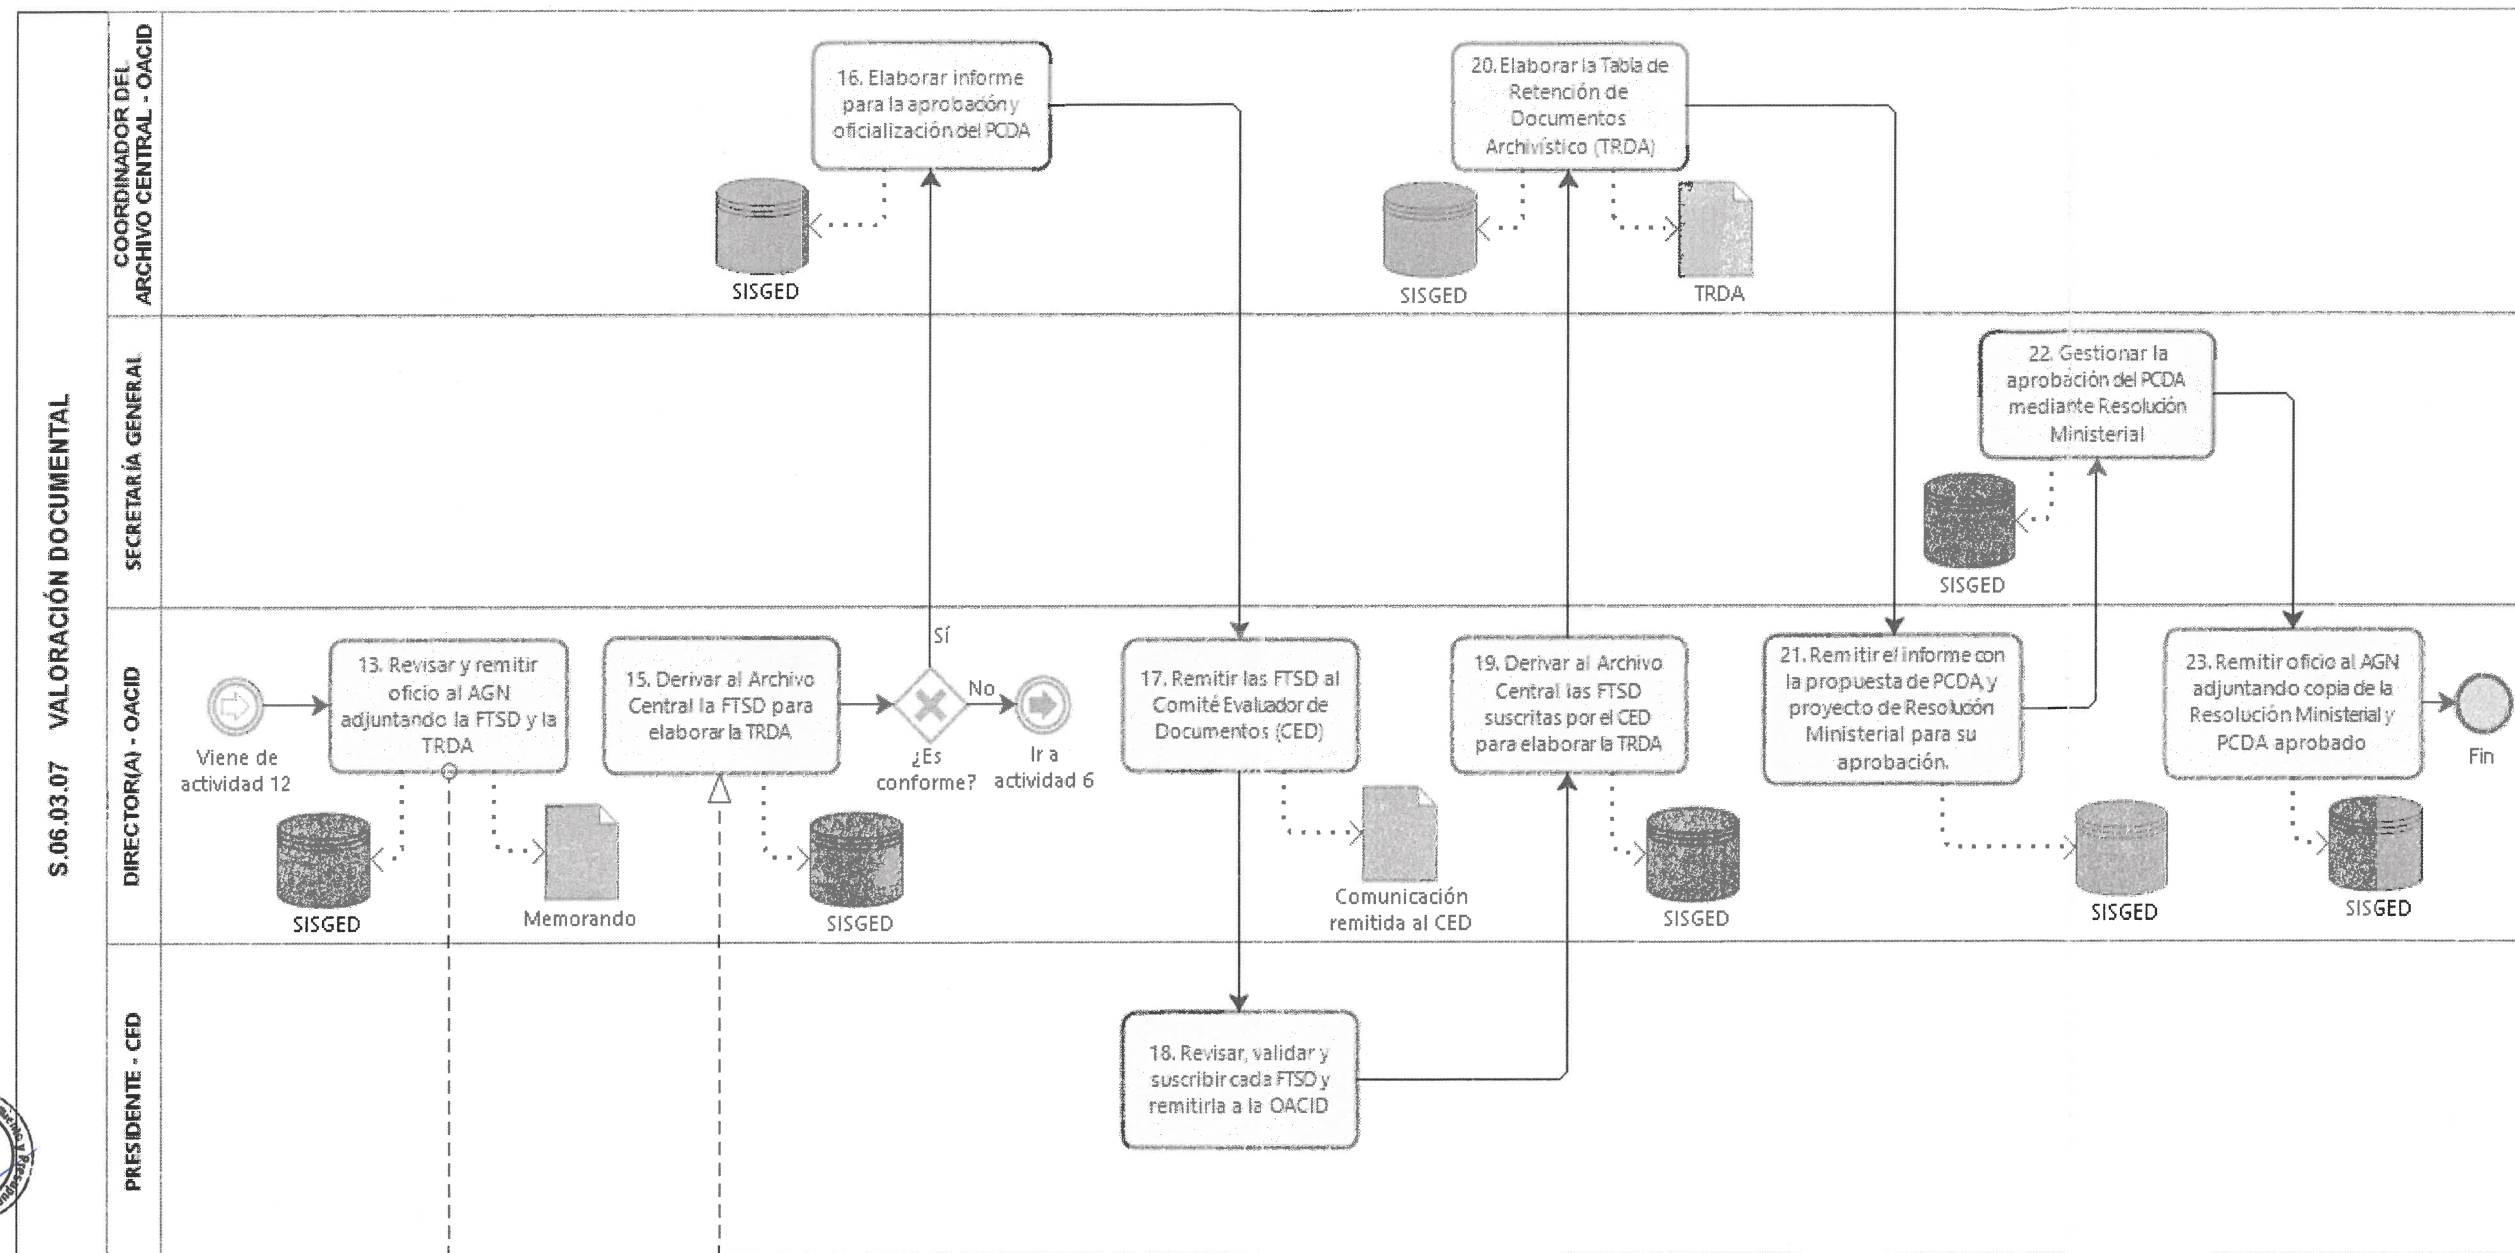 S.06.03.07 VALORACIÓN DOCUMENTAL
COORDINADOR DEL
ARCHIVO CENTRAL - OACID
16. Elaborar informe
para la aprobación y
oficialización del PCDA
SISGED
20. Elaborar la Tabla de
Retención de
Documentos
Archivístico (TRDA)
SISGED
TRDA
SECRETARÍA GENERAL
22. Gestionar la
aprobación del PCDA
mediante Resolución
Ministerial
SISGED
DIRECTOR(A) - OACID
Viene de
actividad 12
13. Revisar y remitir
oficio al AGN
adjuntando la FTSD y la
TRDA
SISGED
Memorando
15. Derivar al Archivo
Central la FTSD para
elaborar la TRDA
SISGED
Sí
No
¿Es
conforme?
Ir a
actividad 6
17. Remitir las FTSD al
Comité Evaluador de
Documentos (CED)
Comunicación
remitida al CED
19. Derivar al Archivo
Central las FTSD
suscritas por el CED
para elaborar la TRDA
SISGED
21. Remitir el informe con
la propuesta de PCDA y
proyecto de Resolución
Ministerial para su
aprobación.
SISGED
23. Remitir oficio al AGN
adjuntando copia de la
Resolución Ministerial y
PCDA aprobado
SISGED
Fin
PRESIDENTE - CED
18. Revisar, validar y
suscribir cada FTSD y
remitirla a la OACID